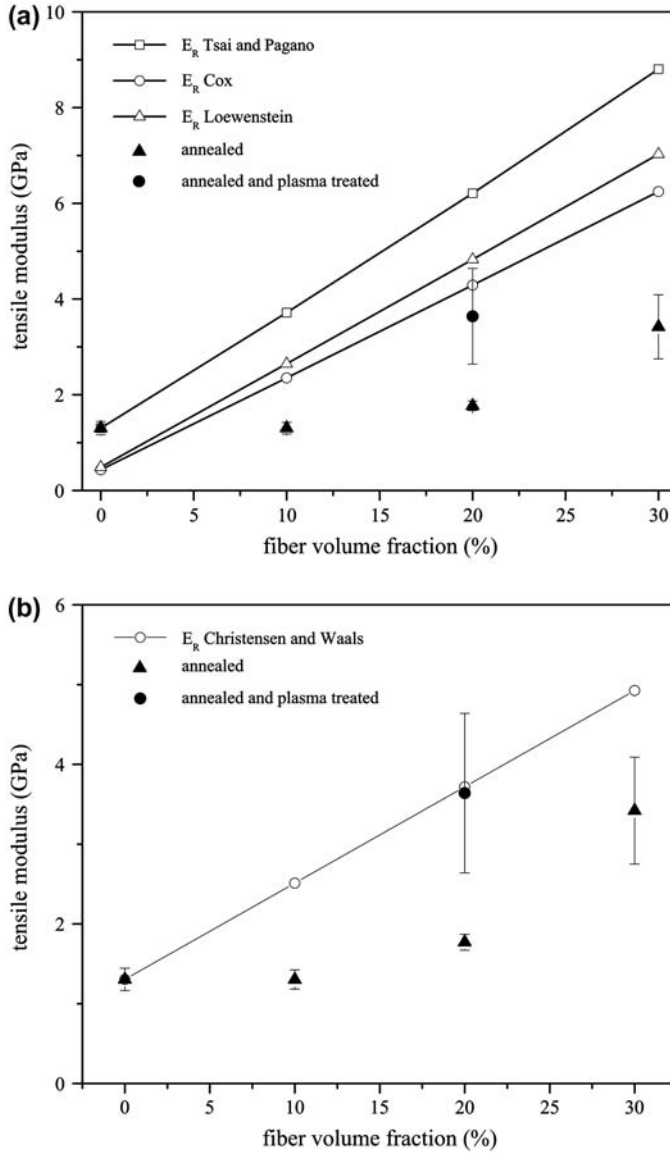 (a)
10
8
6
4
2
0
tensile modulus (GPa)
E_R Tsai and Pagano
E_R Cox
E_R Loewenstein
annealed
annealed and plasma treated
0 5 10 15 20 25 30
fiber volume fraction (%)
(b)
6
4
2
0
tensile modulus (GPa)
E_R Christensen and Waals
annealed
annealed and plasma treated
0 5 10 15 20 25 30
fiber volume fraction (%)